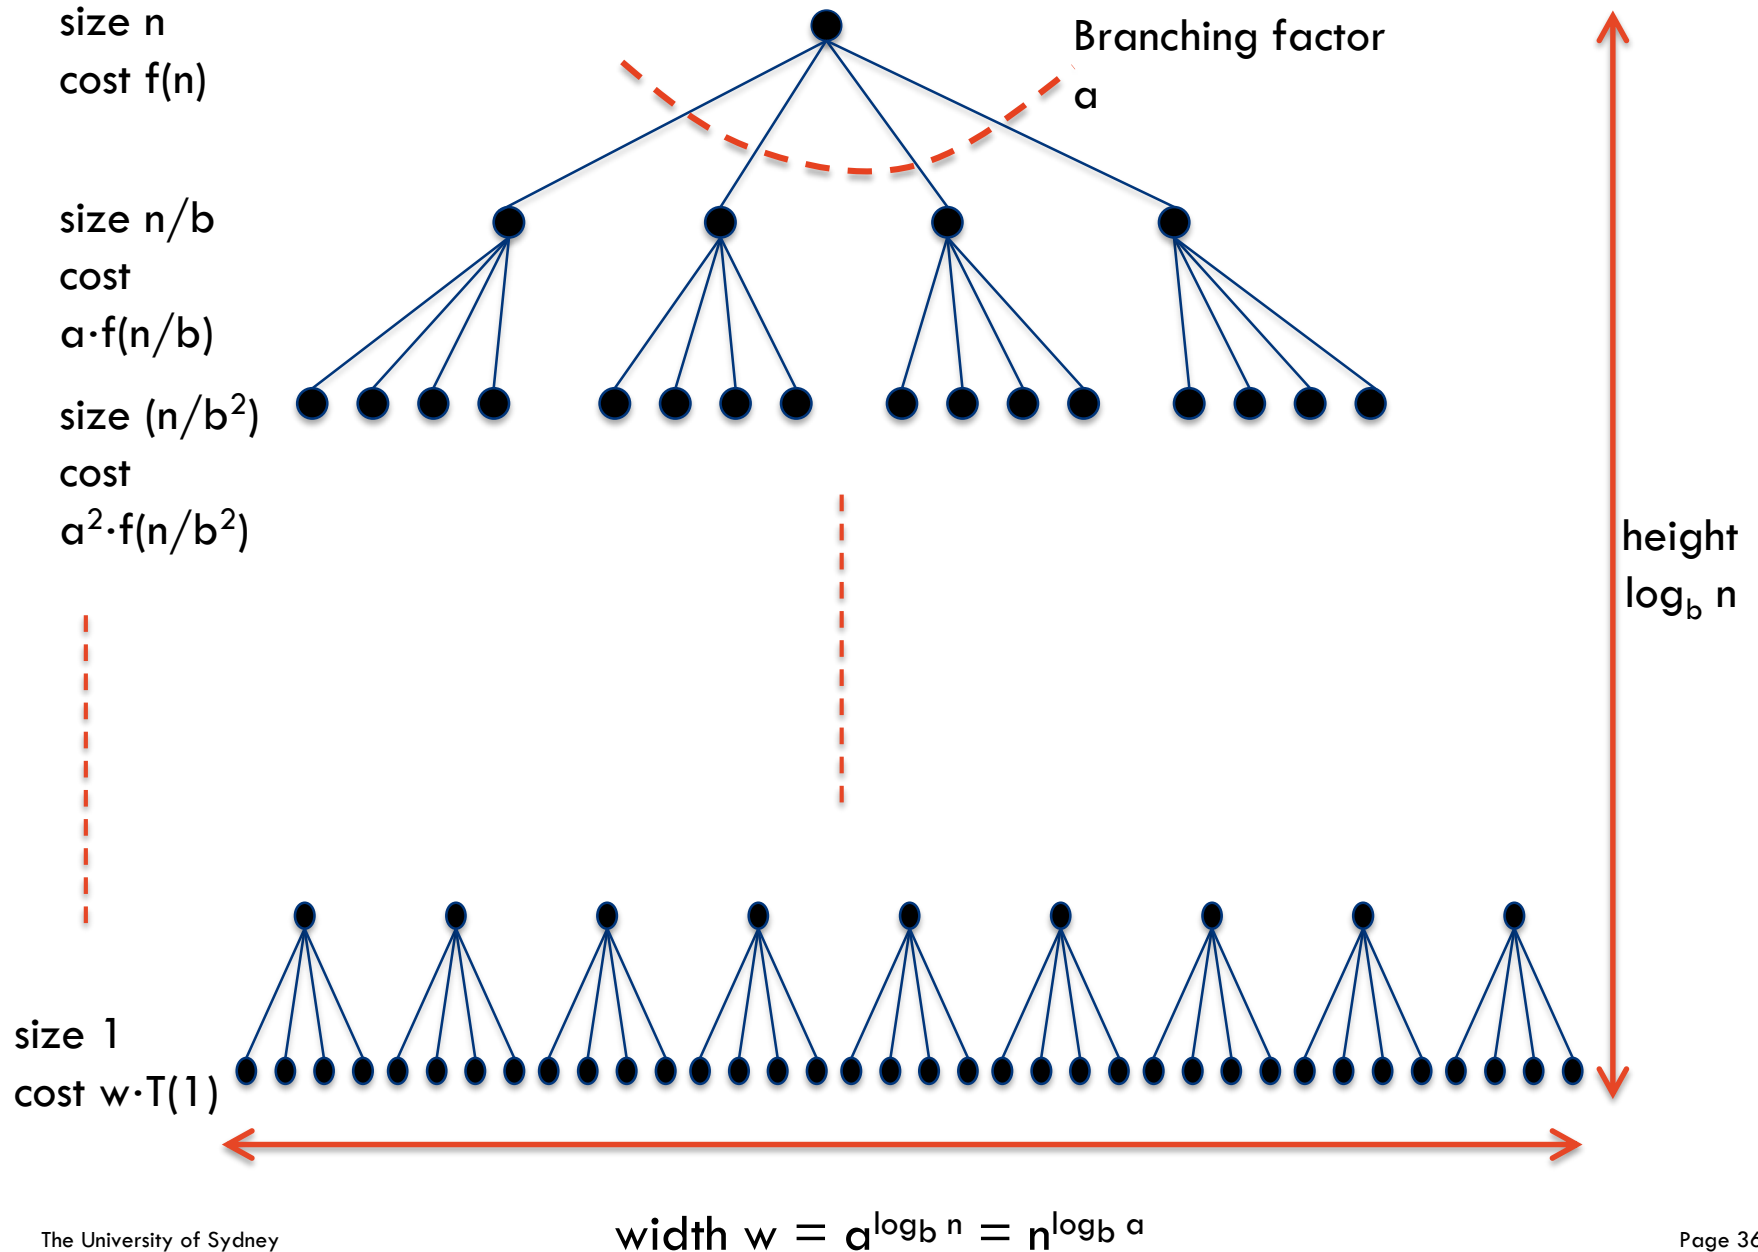 size n
cost f(n)
Branching factor
a
size n/b
cost
a·f(n/b)
size (n/b²)
cost
a²·f(n/b²)
height
log_b n
size 1
cost w·T(1)
width w = a^{log_b n} = n^{log_b a}
The University of Sydney
Page 36